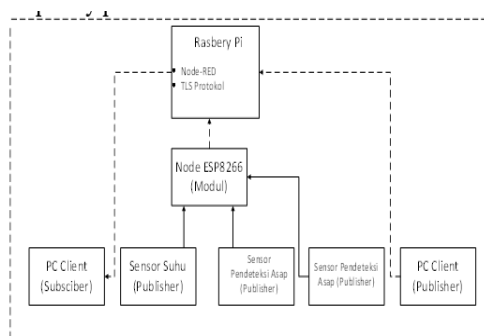 Rasbery Pi
Node-RED
TLS Protokol
Node ESP8266
(Modul)
PC Client
(Subsciber)
Sensor Suhu
(Publisher)
Sensor
Pendeteksi
Asap (Publisher)
Sensor Pendeteksi
Asap (Publisher)
PC Client
(Publisher)